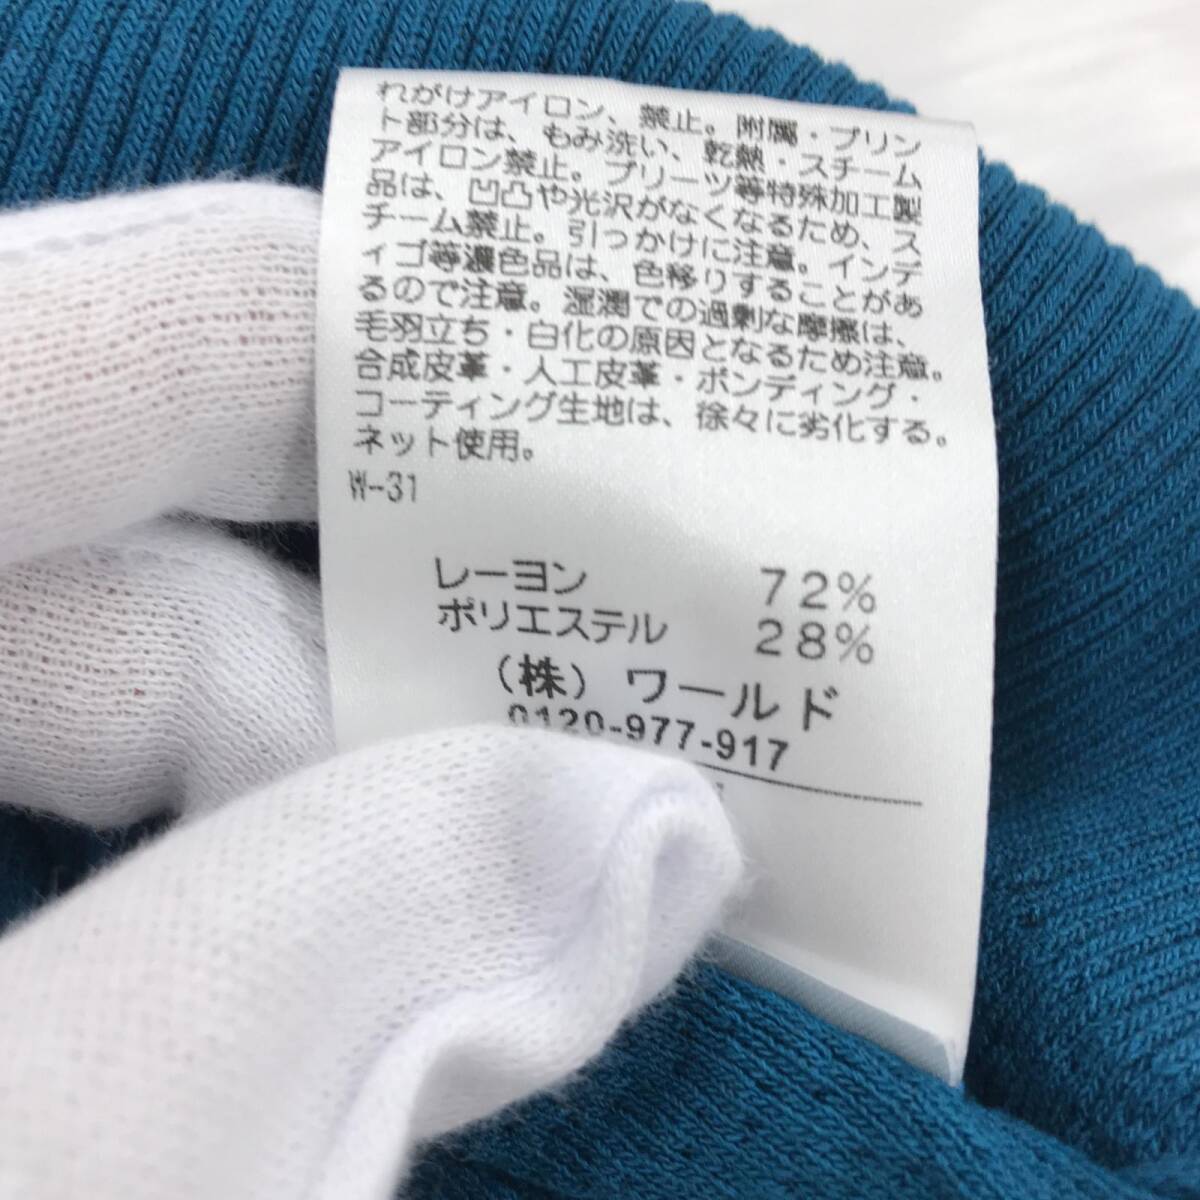 れがけアイロン、禁止。附属・プリン
ト部分は、もみ洗い、乾熱・スチーム
アイロン禁止。プリーツ等特殊加工製
品は、凹凸や光沢がなくなるため、ス
チーム禁止。引っかけに注意。インデ
ィゴ等濃色品は、色移りすることがあ
るので注意。湿潤での過剰な摩擦は、
毛羽立ち・白化の原因となるため注意。
合成皮革・人工皮革・ボンディング・
コーティング生地は、徐々に劣化する。
ネット使用。
W-31
レーヨン 72%
ポリエステル 28%
(株) ワールド
0120-977-917